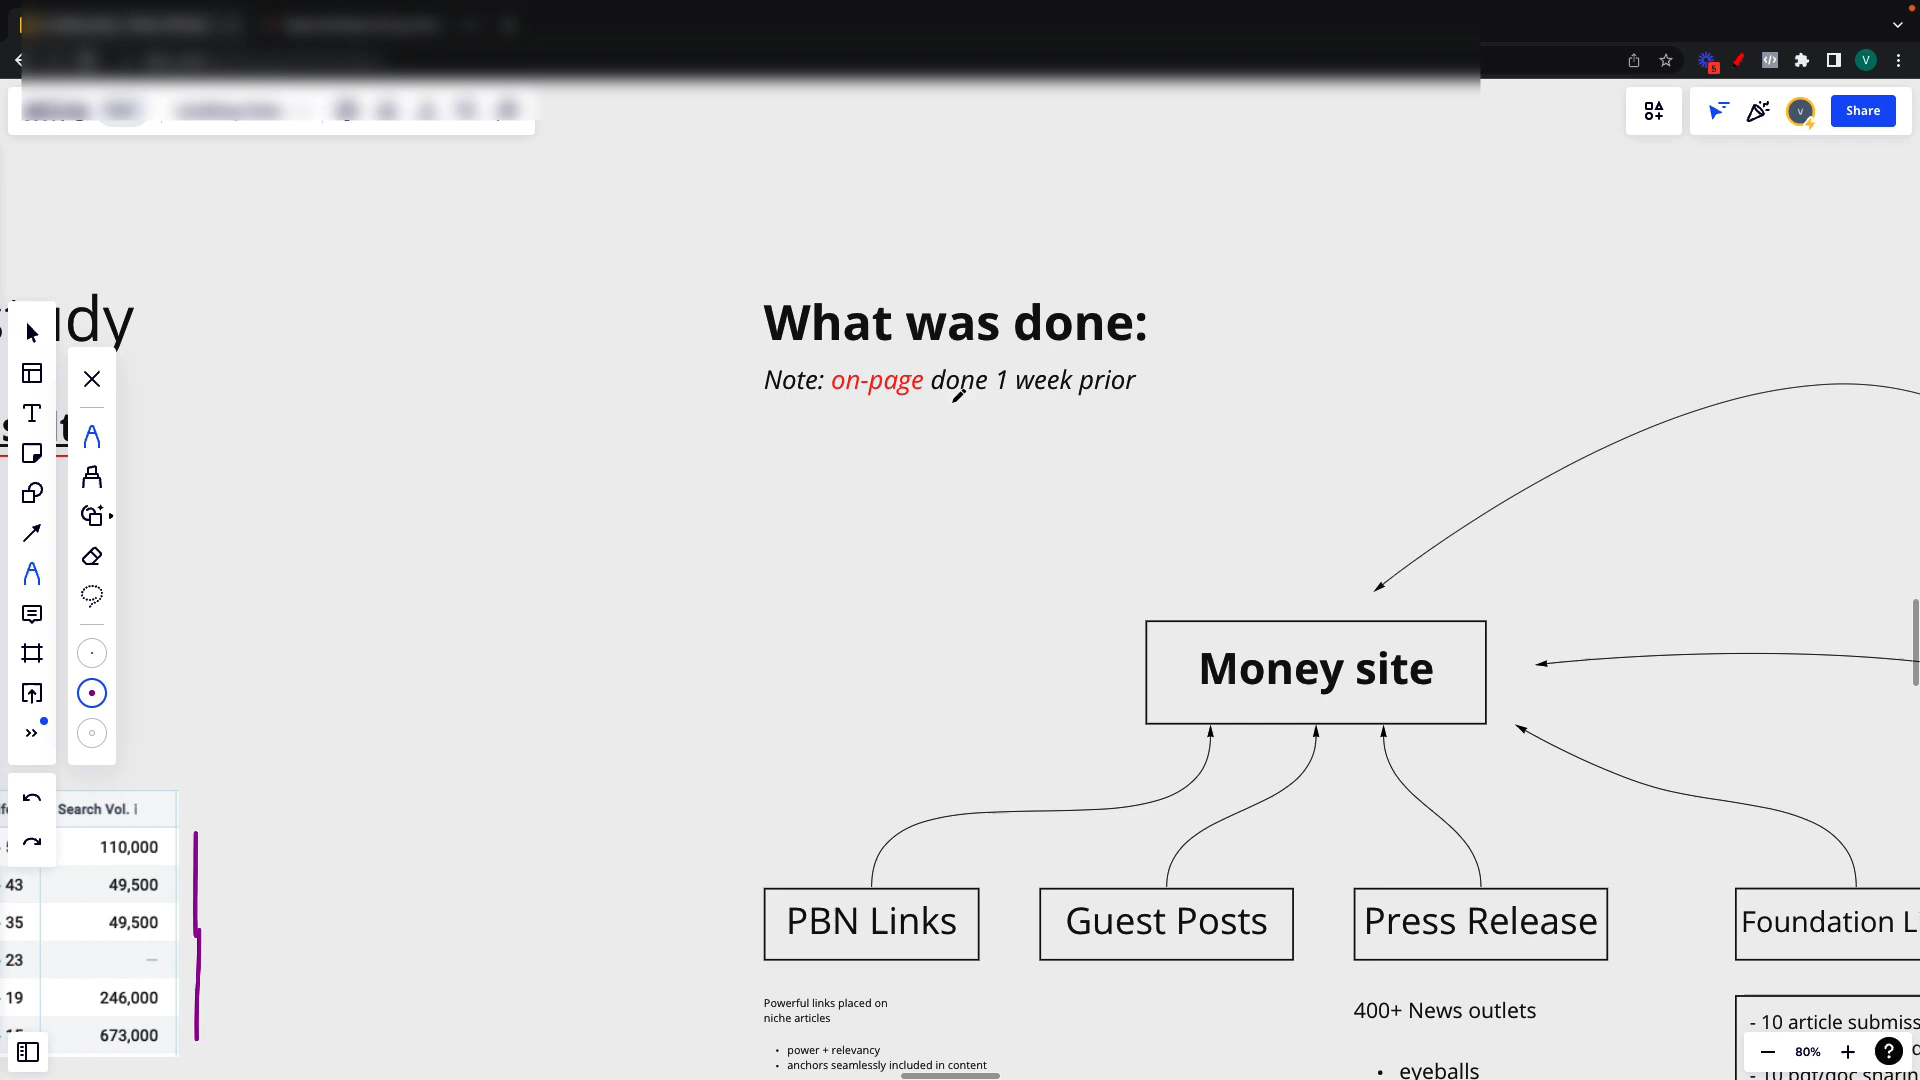 5
V
V
Share
What was done:
Note: on-page done 1 week prior
Money site
Search Vol. i
110,000
43 49,500
35 49,500
23 —
19 246,000
673,000
PBN Links
Guest Posts
Press Release
Foundation L
Powerful links placed on
niche articles
• power + relevancy
• anchors seamlessly included in content
400+ News outlets
• eyeballs
- 10 article submiss
80%
?